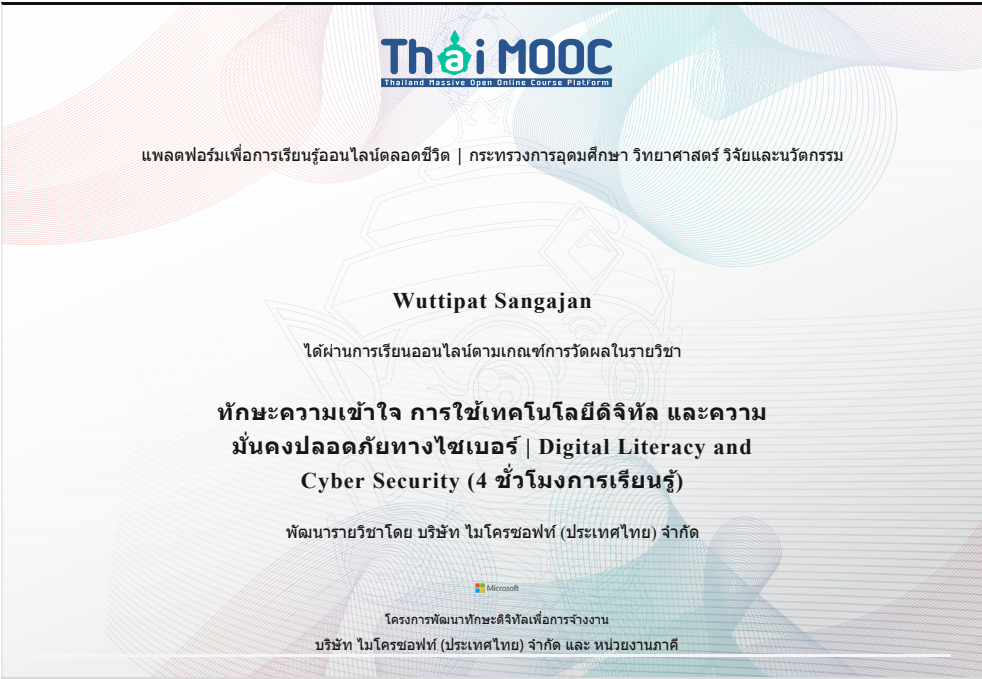 Thai MOOC
Thailand Massive Open Online Course Platform
แพลตฟอร์มเพื่อการเรียนรู้ออนไลน์ตลอดชีวิต | กระทรวงการอุดมศึกษา วิทยาศาสตร์ วิจัยและนวัตกรรม
Wuttipat Sangajan
ได้ผ่านการเรียนออนไลน์ตามเกณฑ์การวัดผลในรายวิชา
ทักษะความเข้าใจ การใช้เทคโนโลยีดิจิทัล และความ
มั่นคงปลอดภัยทางไซเบอร์ | Digital Literacy and
Cyber Security (4 ชั่วโมงการเรียนรู้)
พัฒนารายวิชาโดย บริษัท ไมโครซอฟท์ (ประเทศไทย) จำกัด
Microsoft
โครงการพัฒนาทักษะดิจิทัลเพื่อการจ้างงาน
บริษัท ไมโครซอฟท์ (ประเทศไทย) จำกัด และ หน่วยงานภาคี